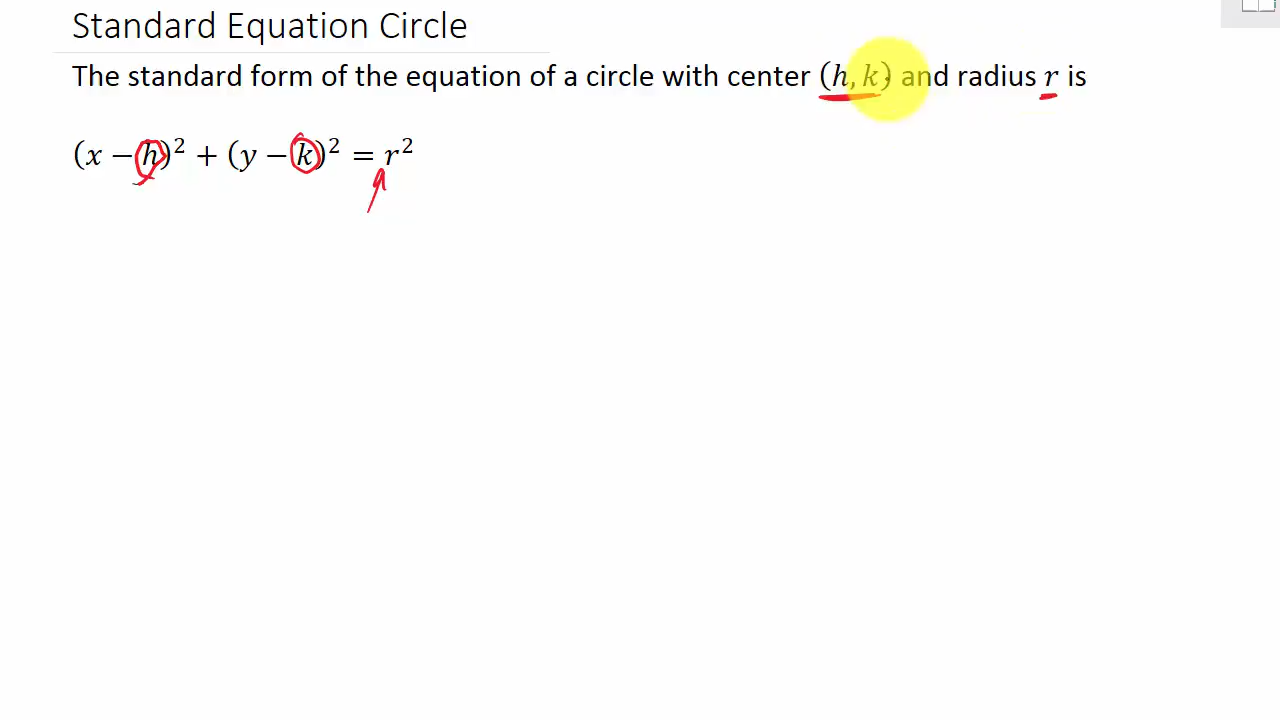 Standard Equation Circle
The standard form of the equation of a circle with center (h, k) and radius r is
(x − h)² + (y − k)² = r²